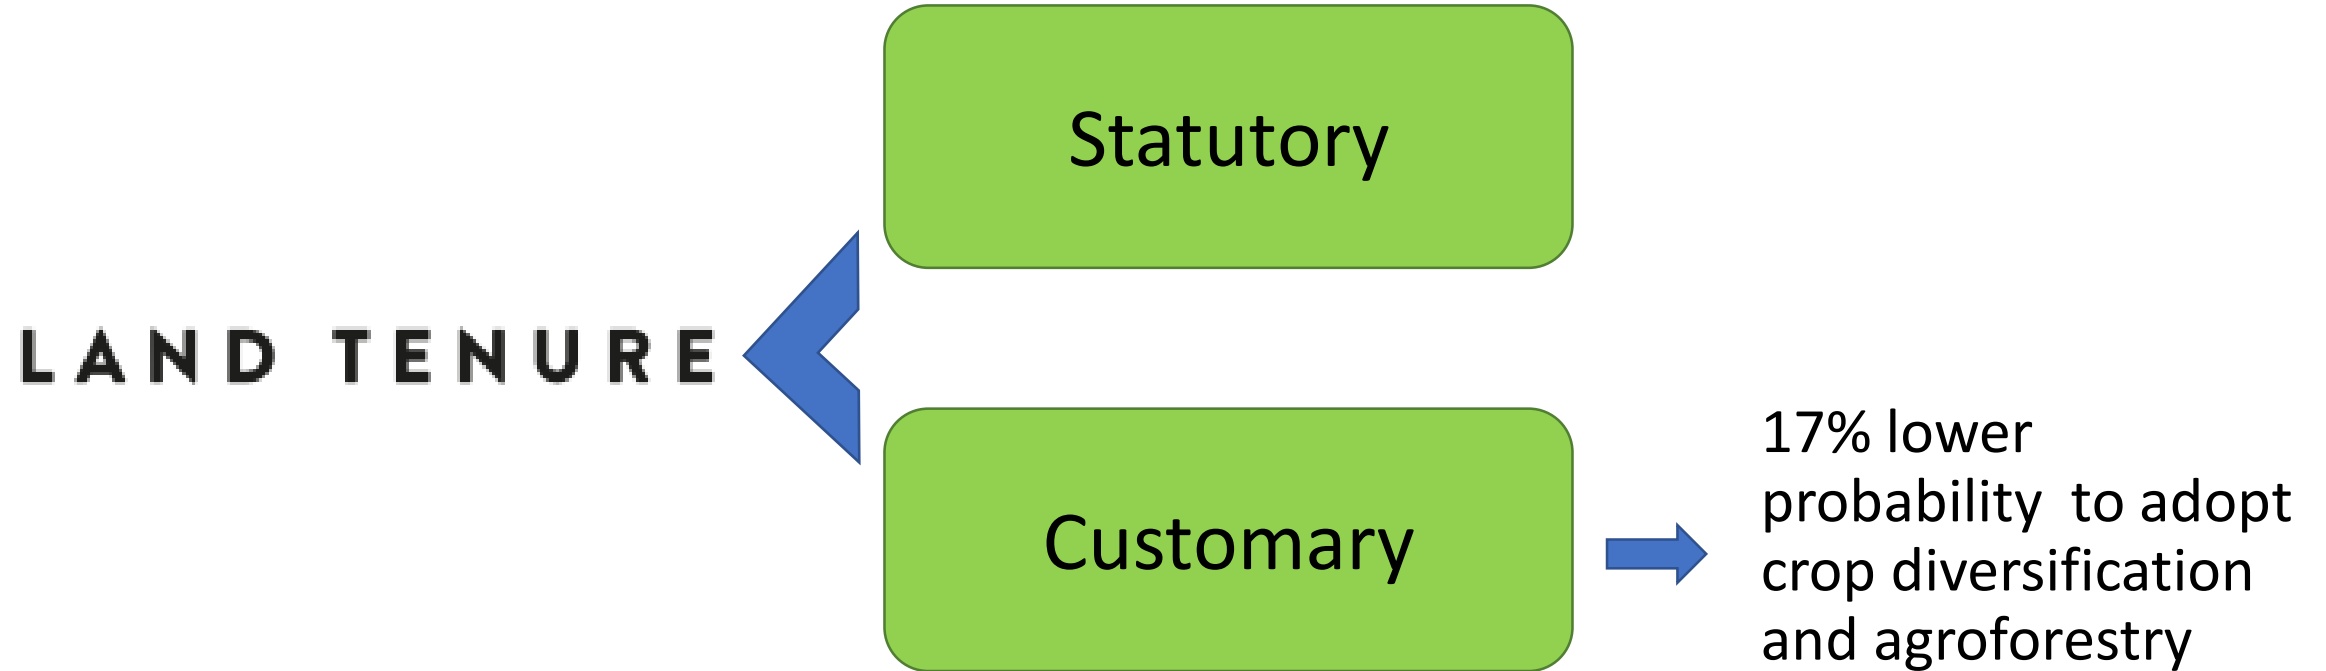 Statutory
LAND TENURE
Customary
17% lower
probability  to adopt
crop diversification
and agroforestry